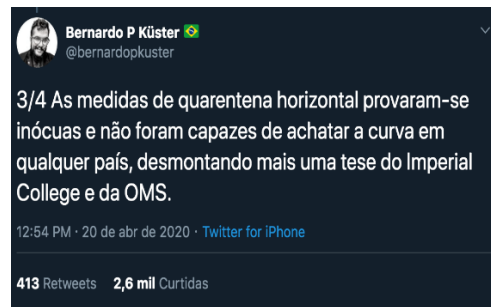 Bernardo P Küster 🇧🇷
@bernardopkuster
3/4 As medidas de quarentena horizontal provaram-se
inócuas e não foram capazes de achatar a curva em
qualquer país, desmontando mais uma tese do Imperial
College e da OMS.
12:54 PM · 20 de abr de 2020 · Twitter for iPhone
413 Retweets 2,6 mil Curtidas